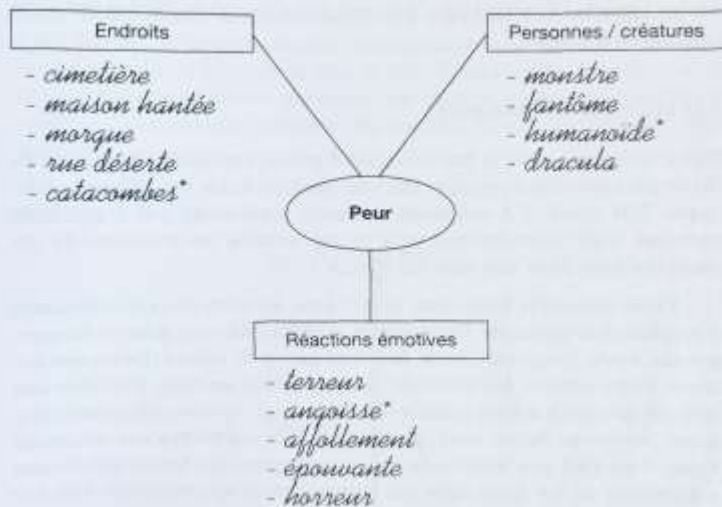 Endroits
- cimetière
- maison hantée
- morgue
- rue déserte
- catacombes*
Personnes / créatures
- monstre
- fantôme
- humanoïde*
- dracula
Peur
Réactions émotives
- terreur
- angoisse*
- affollement
- épouvante
- horreur